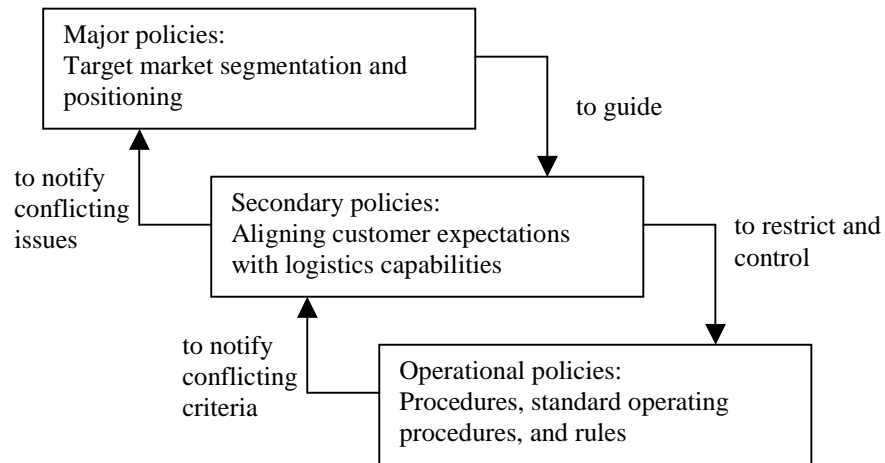 Major policies:
Target market segmentation and
positioning
to guide
to notify
conflicting
issues
Secondary policies:
Aligning customer expectations
with logistics capabilities
to restrict and
control
to notify
conflicting
criteria
Operational policies:
Procedures, standard operating
procedures, and rules